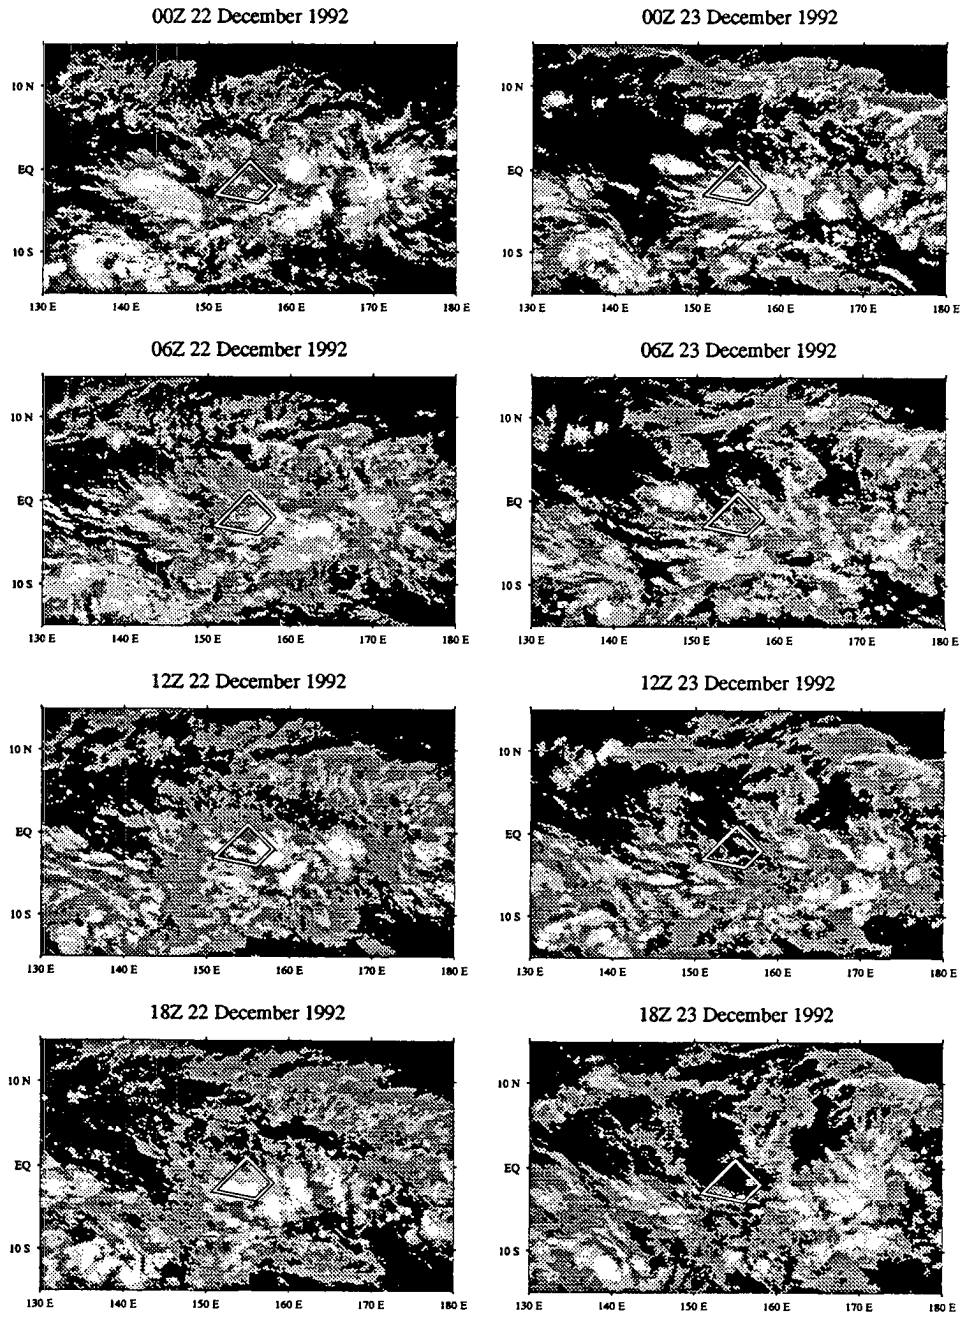 00Z 22 December 1992
10 N
EQ
10 S
130 E 140 E 150 E 160 E 170 E 180 E
00Z 23 December 1992
10 N
EQ
10 S
130 E 140 E 150 E 160 E 170 E 180 E
06Z 22 December 1992
10 N
EQ
10 S
130 E 140 E 150 E 160 E 170 E 180 E
06Z 23 December 1992
10 N
EQ
10 S
130 E 140 E 150 E 160 E 170 E 180 E
12Z 22 December 1992
10 N
EQ
10 S
130 E 140 E 150 E 160 E 170 E 180 E
12Z 23 December 1992
10 N
EQ
10 S
130 E 140 E 150 E 160 E 170 E 180 E
18Z 22 December 1992
10 N
EQ
10 S
130 E 140 E 150 E 160 E 170 E 180 E
18Z 23 December 1992
10 N
EQ
10 S
130 E 140 E 150 E 160 E 170 E 180 E